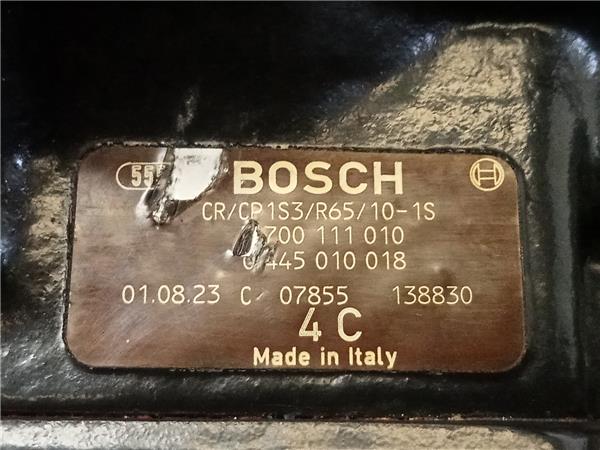 BOSCH
CR/CP1S3/R65/10-1S
700 111 010
0 445 010 018
01.08.23 C 07855 138830
4 C
Made in Italy